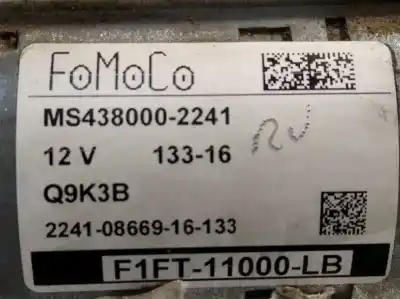 FoMoCo
MS438000-2241
12 V 133-16
Q9K3B
2241-08669-16-133
F1FT-11000-LB